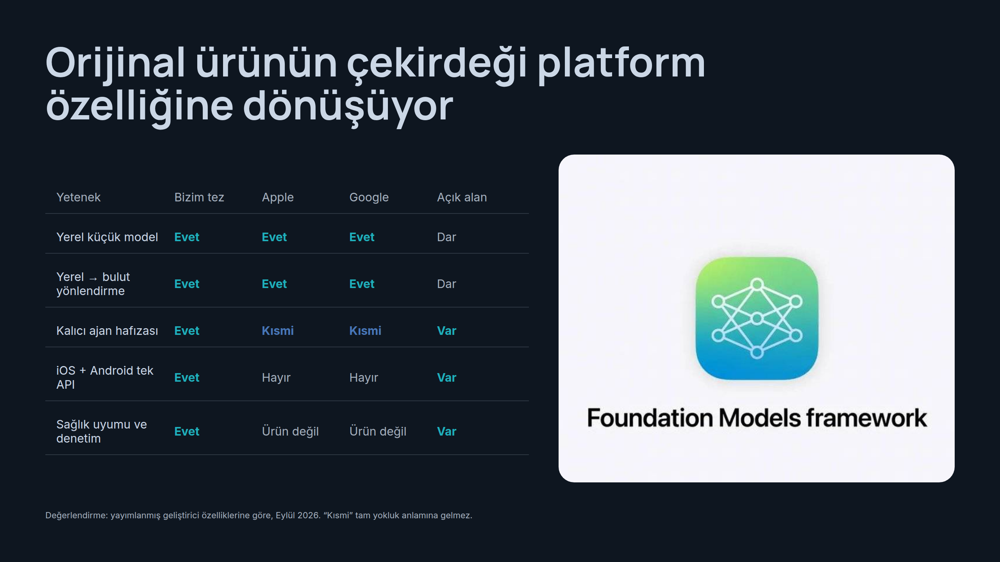 Orijinal ürünün çekirdeği platform
özelliğine dönüşüyor
Yetenek Bizim tez Apple Google Açık alan
Yerel küçük model Evet Evet Evet Dar
Yerel → bulut
yönlendirme Evet Evet Evet Dar
Kalıcı ajan hafızası Evet Kısmi Kısmi Var
iOS + Android tek
API Evet Hayır Hayır Var
Sağlık uyumu ve
denetim Evet Ürün değil Ürün değil Var
Foundation Models framework
Değerlendirme: yayımlanmış geliştirici özelliklerine göre, Eylül 2026. “Kısmi” tam yokluk anlamına gelmez.